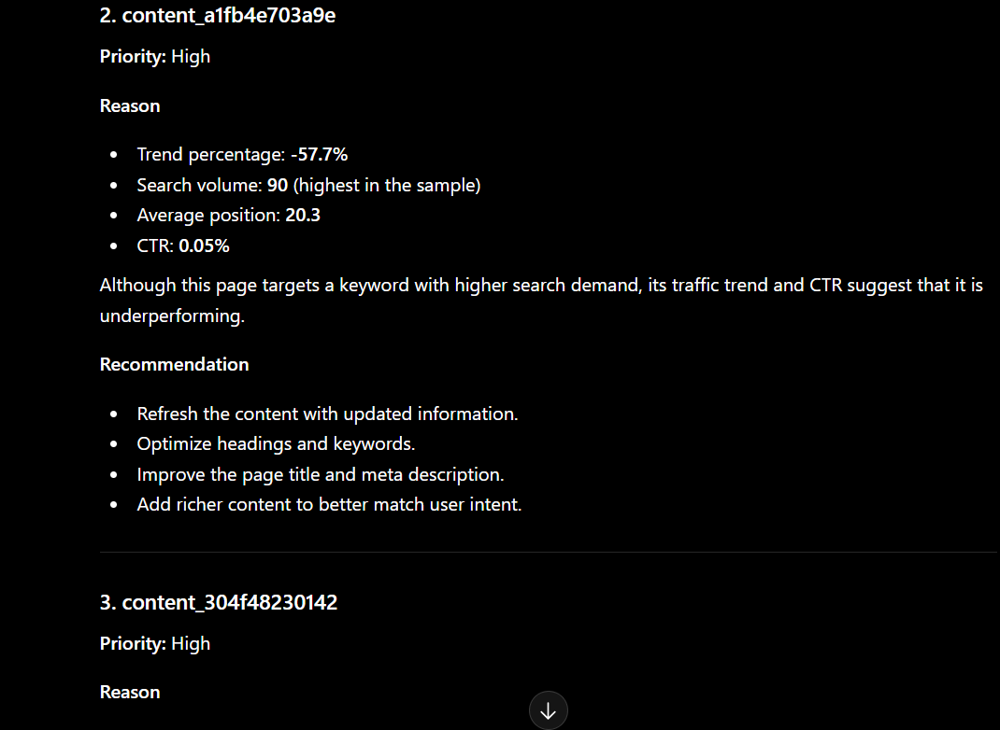 2. content_a1fb4e703a9e
Priority: High
Reason
• Trend percentage: -57.7%
• Search volume: 90 (highest in the sample)
• Average position: 20.3
• CTR: 0.05%
Although this page targets a keyword with higher search demand, its traffic trend and CTR suggest that it is
underperforming.
Recommendation
• Refresh the content with updated information.
• Optimize headings and keywords.
• Improve the page title and meta description.
• Add richer content to better match user intent.
3. content_304f48230142
Priority: High
Reason